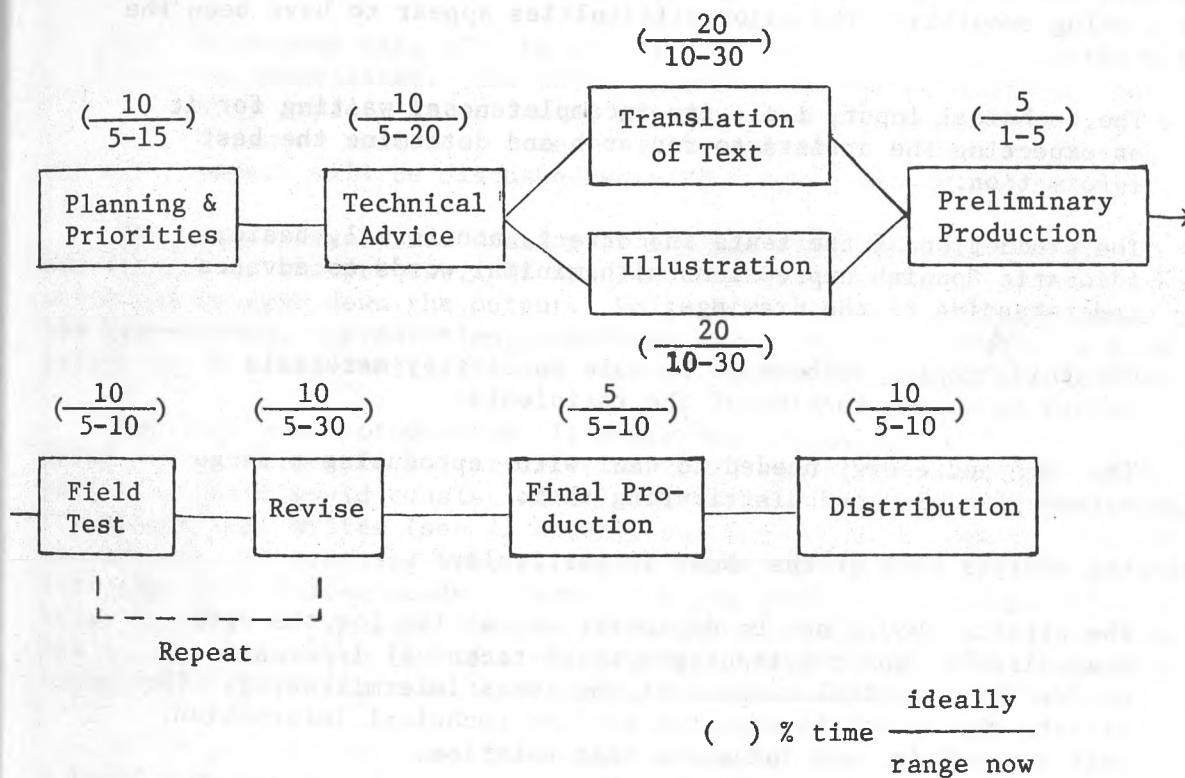 20
10-30
10
5-15
10
5-20
Translation
of Text
5
1-5
Planning &
Priorities
Technical
Advice
Preliminary
Production
Illustration
20
10-30
10
5-10
10
5-30
5
5-10
10
5-10
Field
Test
Revise
Final Pro-
duction
Distribution
Repeat
ideally
( ) % time
range now